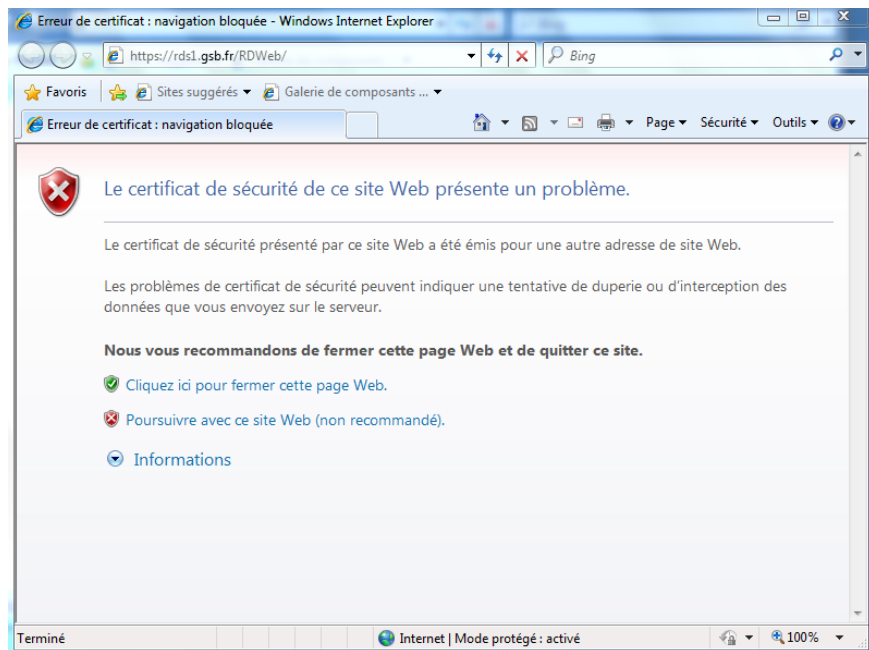 Erreur de certificat : navigation bloquée - Windows Internet Explorer
https://rds1.gsb.fr/RDWeb/
Bing
Favoris
Sites suggérés
Galerie de composants ...
Erreur de certificat : navigation bloquée
Page
Sécurité
Outils
Le certificat de sécurité de ce site Web présente un problème.
Le certificat de sécurité présenté par ce site Web a été émis pour une autre adresse de site Web.
Les problèmes de certificat de sécurité peuvent indiquer une tentative de duperie ou d'interception des
données que vous envoyez sur le serveur.
Nous vous recommandons de fermer cette page Web et de quitter ce site.
Cliquez ici pour fermer cette page Web.
Poursuivre avec ce site Web (non recommandé).
Informations
Terminé
Internet | Mode protégé : activé
100%